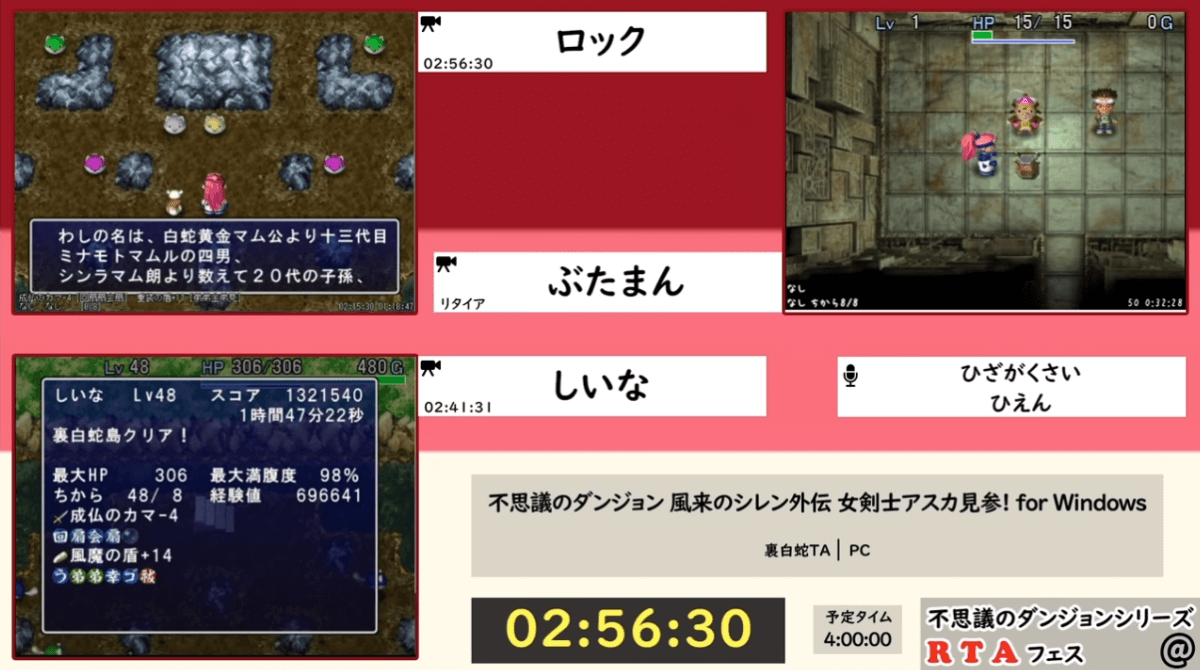 ロック
02:56:30
Lv 1 HP 15/ 15 0G
わしの名は、白蛇黄金マム公より十三代目
ミナモトマムルの四男、
シンラマム朗より数えて20代の子孫、
02:15:30 01:18:47
ぶたまん
リタイア
なし
なし ちから8/8
50 0:32:28
Lv 48 HP 306/306 480G
しいな Lv48 スコア 1321540
1時間47分22秒
裏白蛇島クリア!
最大HP 306 最大満腹度 98%
ちから 48/ 8 経験値 696641
成仏のカマ-4
回扇会扇
風魔の盾+14
う弟弟幸ゴ祓
しいな
02:41:31
ひざがくさい
ひえん
不思議のダンジョン 風来のシレン外伝 女剣士アスカ見参! for Windows
裏白蛇TA | PC
02:56:30
予定タイム
4:00:00
不思議のダンジョンシリーズ
RTAフェス
@